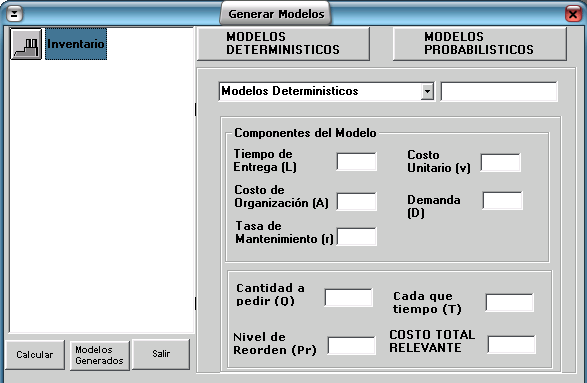 Generar Modelos
Inventario
MODELOS
DETERMINISTICOS
MODELOS
PROBABILISTICOS
Modelos Deterministicos
Componentes del Modelo
Tiempo de
Entrega (L)
Costo
Unitario (v)
Costo de
Organización (A)
Demanda
(D)
Tasa de
Mantenimiento (r)
Cantidad a
pedir (Q)
Cada que
tiempo (T)
Nivel de
Reorden (Pr)
COSTO TOTAL
RELEVANTE
Calcular
Modelos
Generados
Salir